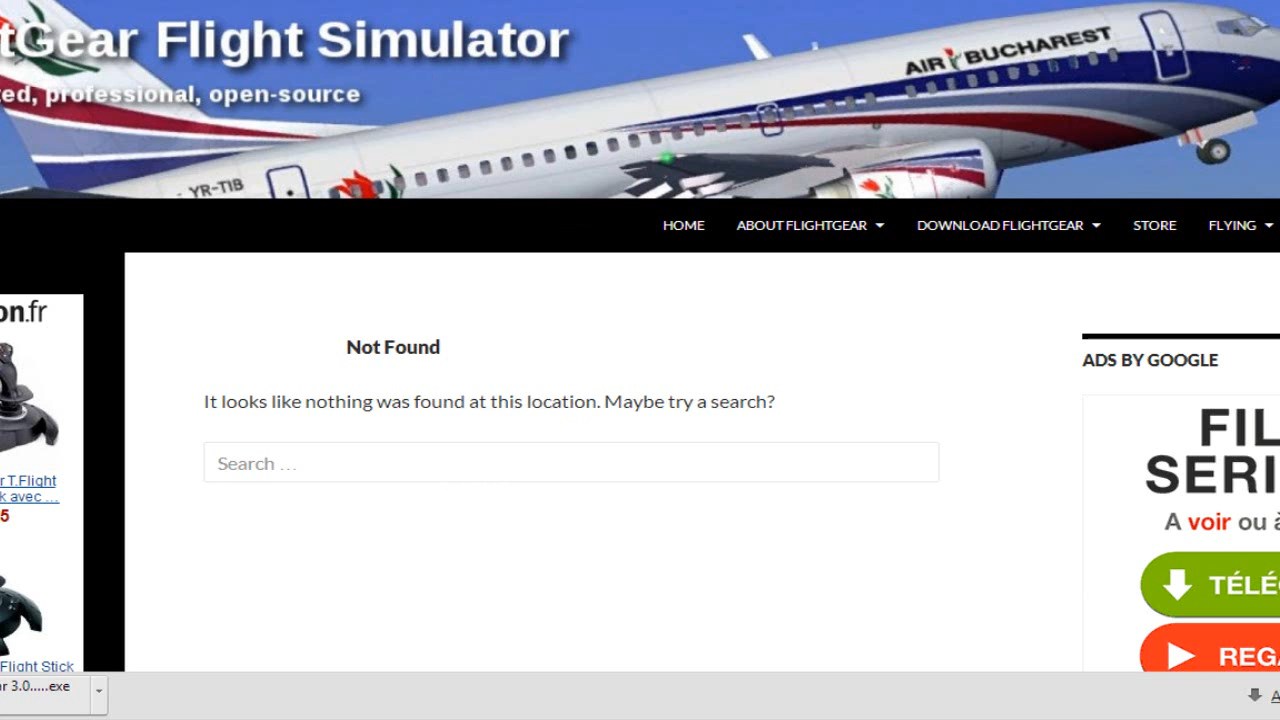 tGear Flight Simulator
ted, professional, open-source
AIR BUCHAREST
YR-TIB
HOME
ABOUT FLIGHTGEAR
DOWNLOAD FLIGHTGEAR
STORE
FLYING
on.fr
r T.Flight
k avec ...
5
Flight Stick
Not Found
It looks like nothing was found at this location. Maybe try a search?
Search ...
ADS BY GOOGLE
FIL
SERI
A voir ou à
TÉLÉ
REGA
r 3.0.....exe
A